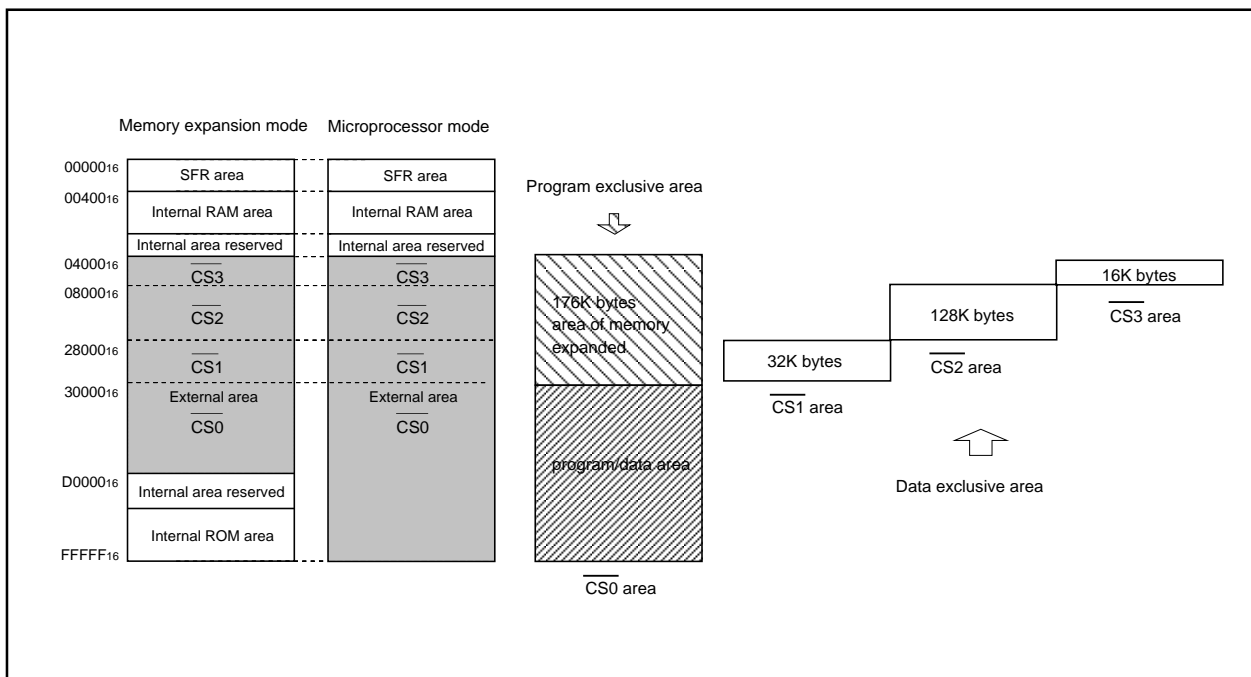 Memory expansion mode
Microprocessor mode
00000₁₆
SFR area
SFR area
00400₁₆
Internal RAM area
Internal RAM area
Internal area reserved
Internal area reserved
04000₁₆
CS3
CS3
08000₁₆
CS2
CS2
28000₁₆
CS1
CS1
30000₁₆
External area
External area
CS0
CS0
D0000₁₆
Internal area reserved
Internal ROM area
FFFFF₁₆
Program exclusive area
176K bytes
area of memory
expanded
program/data area
CS0 area
32K bytes
CS1 area
128K bytes
CS2 area
16K bytes
CS3 area
Data exclusive area